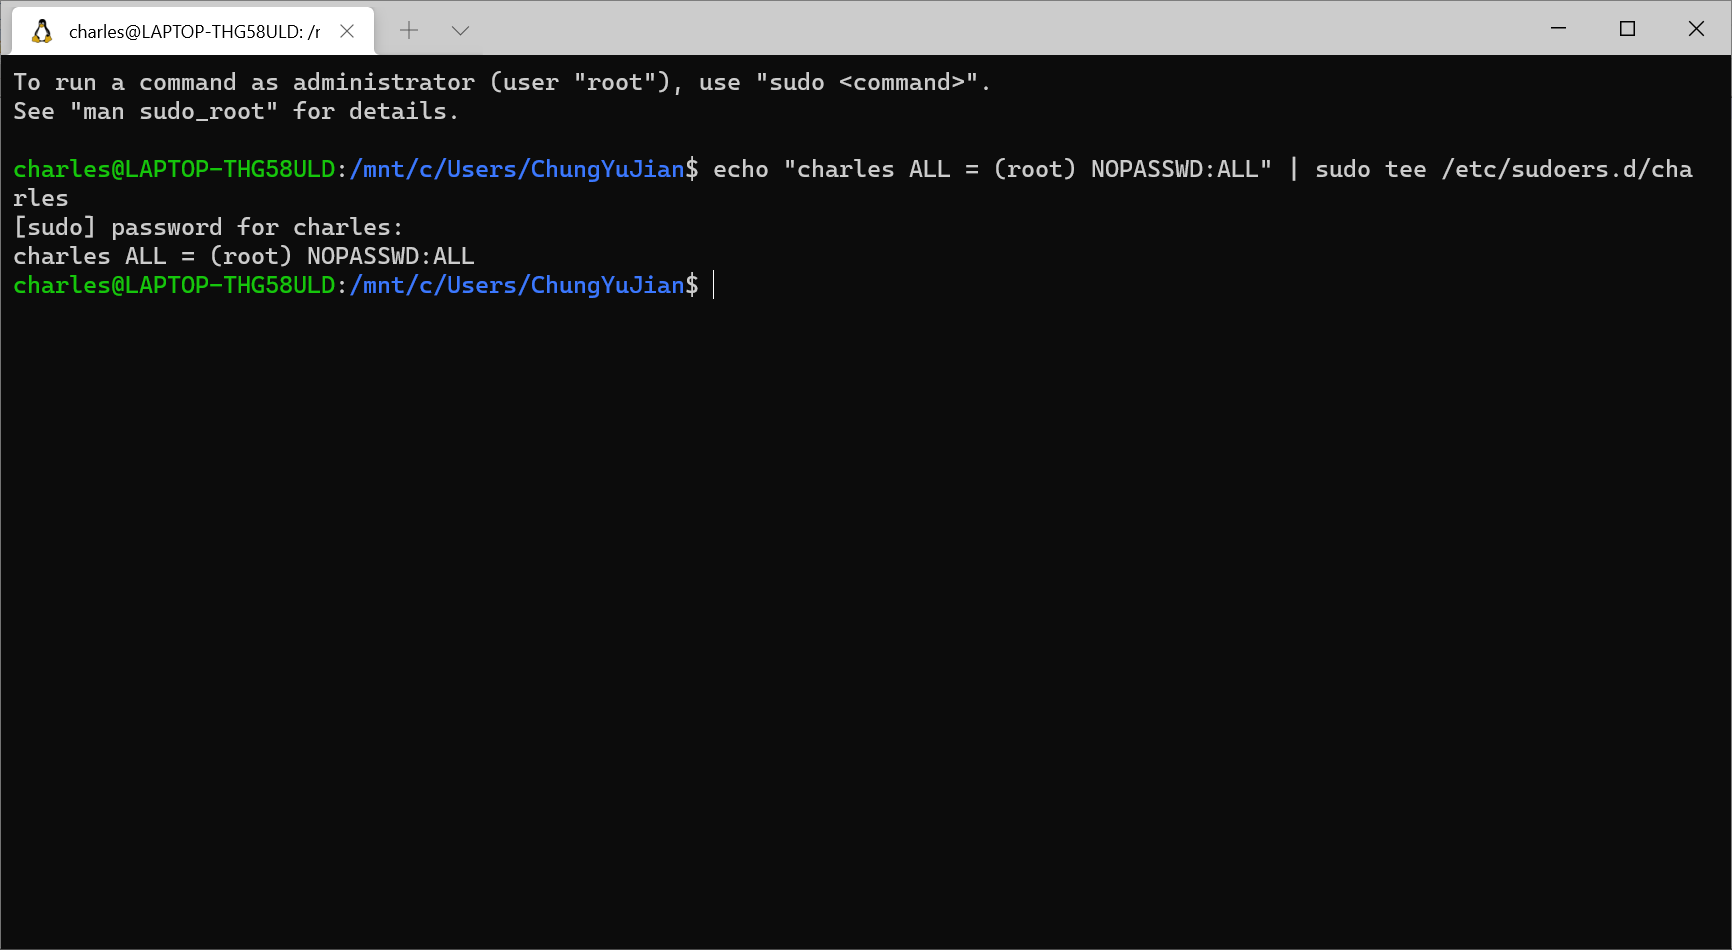 charles@LAPTOP-THG58ULD: /r
To run a command as administrator (user "root"), use "sudo <command>".
See "man sudo_root" for details.
charles@LAPTOP-THG58ULD:/mnt/c/Users/ChungYuJian$ echo "charles ALL = (root) NOPASSWD:ALL" | sudo tee /etc/sudoers.d/cha
rles
[sudo] password for charles:
charles ALL = (root) NOPASSWD:ALL
charles@LAPTOP-THG58ULD:/mnt/c/Users/ChungYuJian$